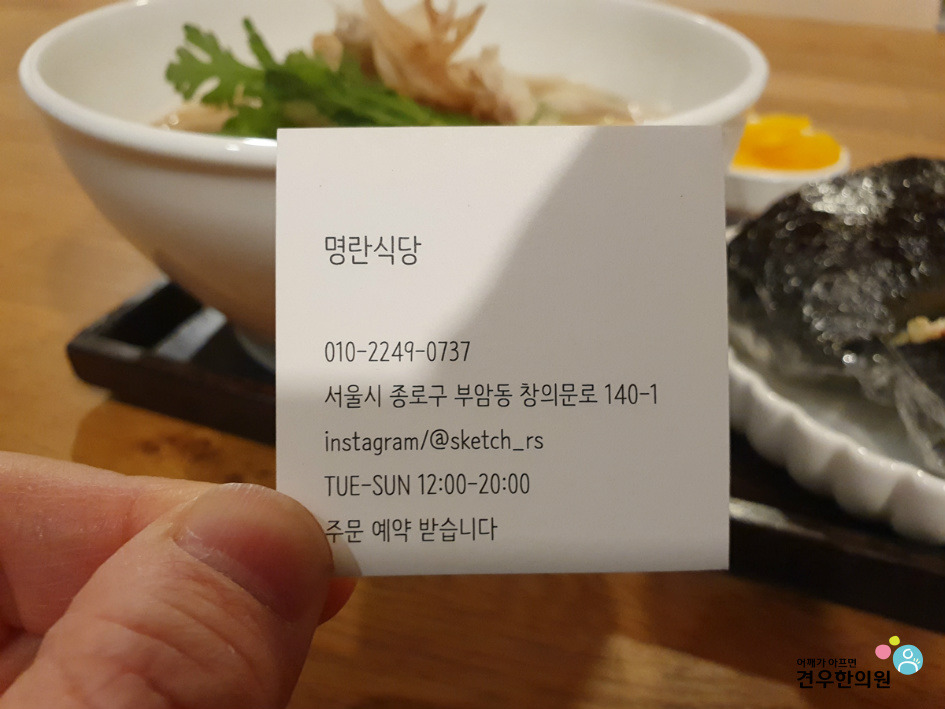 명란식당
010-2249-0737
서울시 종로구 부암동 창의문로 140-1
instagram/@sketch_rs
TUE-SUN 12:00-20:00
주문 예약 받습니다
어깨가 아프면
견우한의원